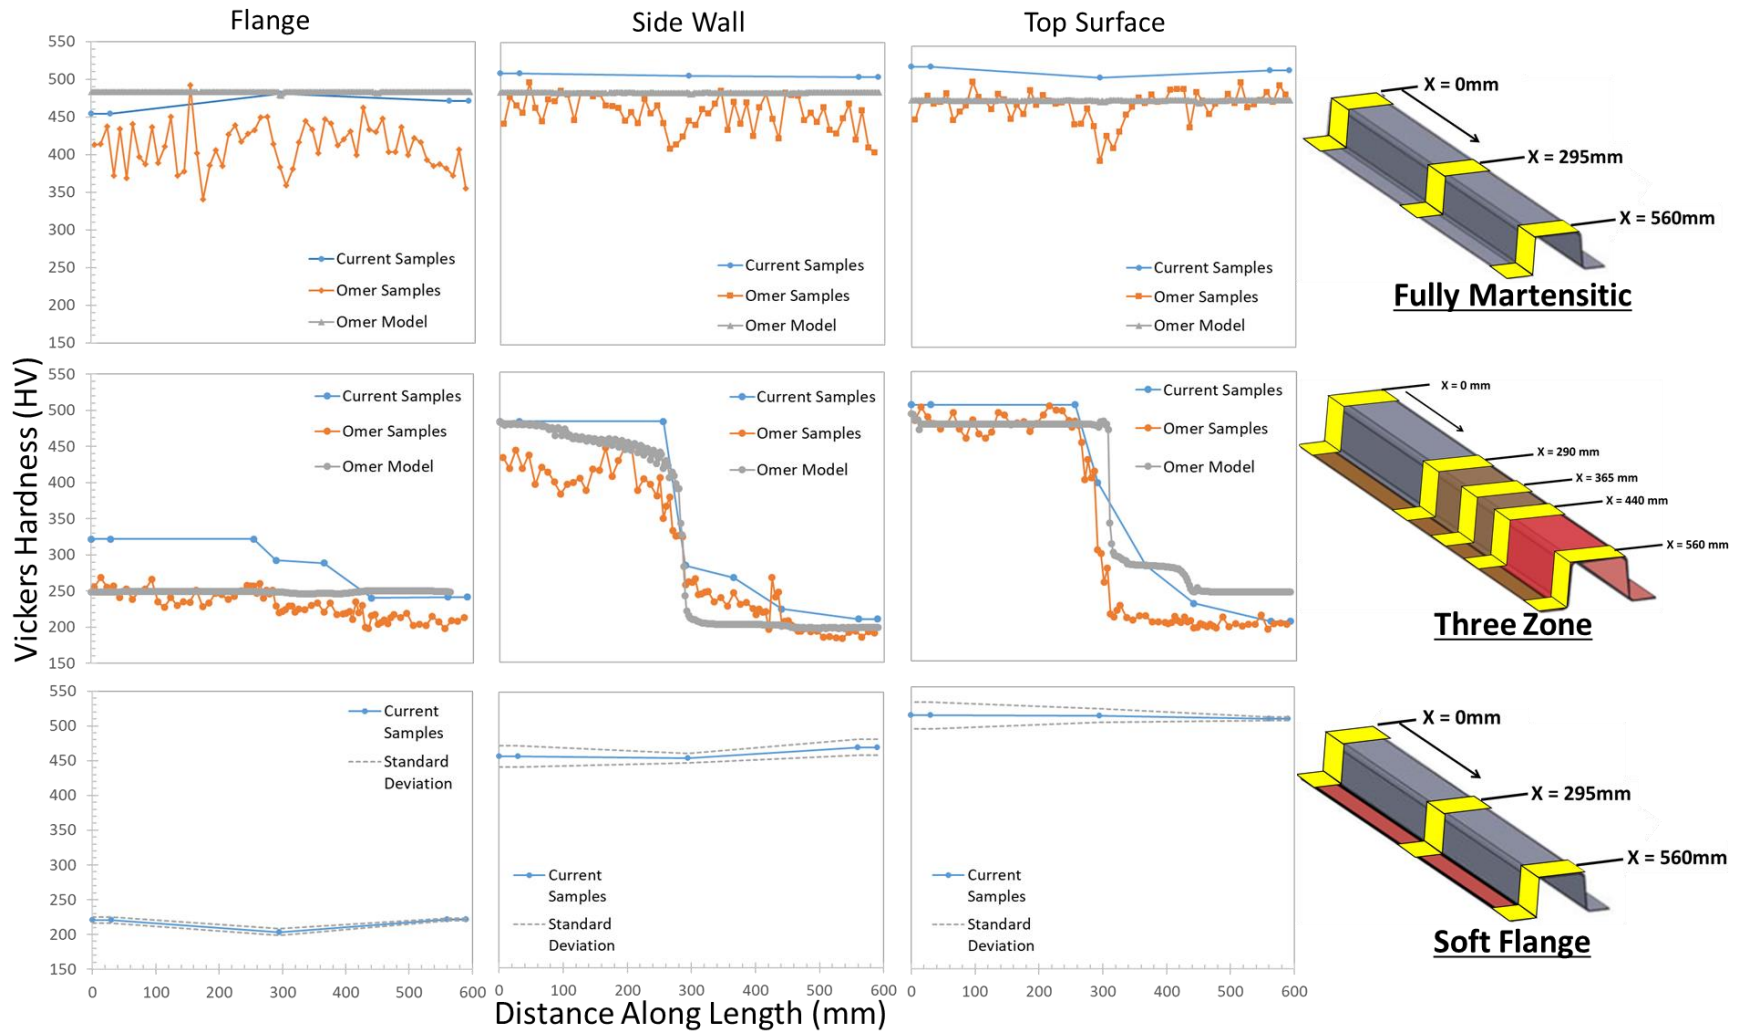 Flange
Side Wall
Top Surface
Vickers Hardness (HV)
550
500
450
400
350
300
250
200
150
Current Samples
Omer Samples
Omer Model
Current Samples
Omer Samples
Omer Model
Current Samples
Omer Samples
Omer Model
X = 0mm
X = 295mm
X = 560mm
Fully Martensitic
550
500
450
400
350
300
250
200
150
Current Samples
Omer Samples
Omer Model
Current Samples
Omer Samples
Omer Model
Current Samples
Omer Samples
Omer Model
X = 0 mm
X = 290 mm
X = 365 mm
X = 440 mm
X = 560 mm
Three Zone
550
500
450
400
350
300
250
200
150
Current
Samples
Standard
Deviation
0 100 200 300 400 500 600
Current
Samples
Standard
Deviation
0 100 200 300 400 500 600
Current
Samples
Standard
Deviation
0 100 200 300 400 500 600
X = 0mm
X = 295mm
X = 560mm
Soft Flange
Distance Along Length (mm)